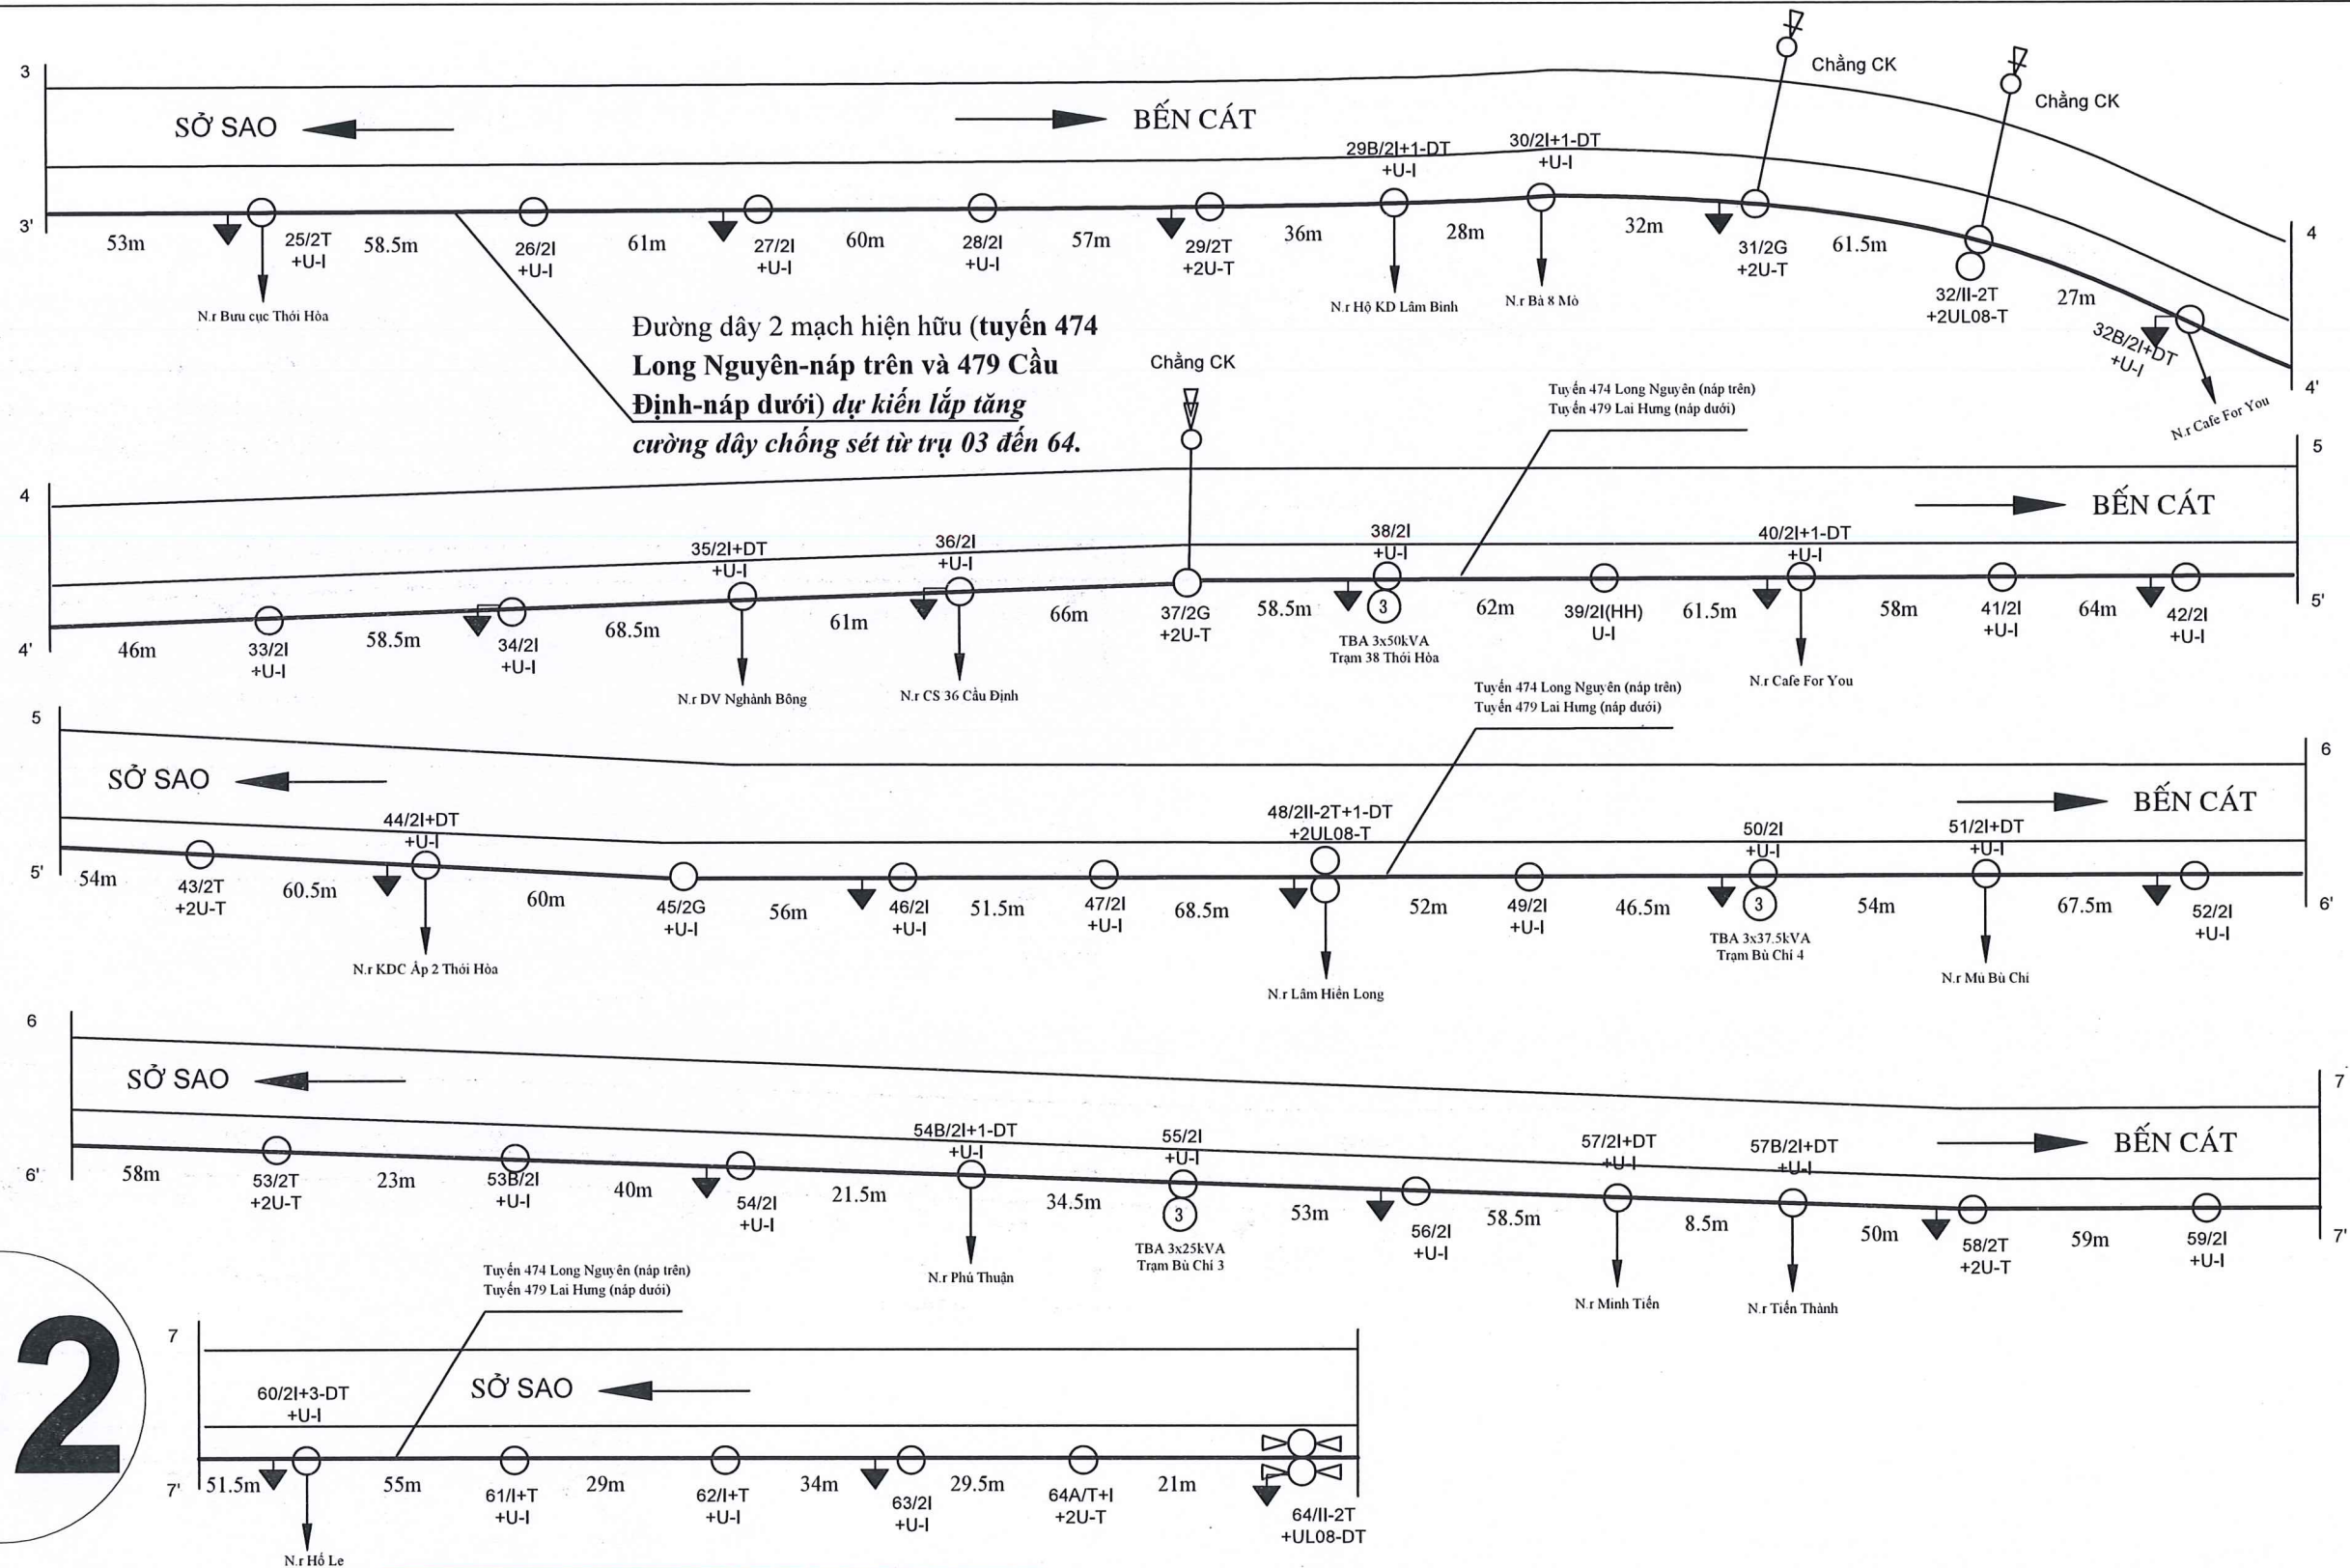 3
Chằng CK
Chằng CK
SỞ SAO
BẾN CÁT
29B/2I+1-DT
+U-I
30/2I+1-DT
+U-I
3'
53m
25/2T
+U-I
58.5m
26/2I
+U-I
61m
27/2I
+U-I
60m
28/2I
+U-I
57m
29/2T
+2U-T
36m
28m
32m
31/2G
+2U-T
61.5m
32/II-2T
+2UL08-T
27m
32B/2I+DT
+U-I
4
4'
N.r Bưu cục Thới Hòa
N.r Hộ KD Lâm Bình
N.r Bà 8 Mò
N.r Cafe For You
Đường dây 2 mạch hiện hữu (tuyến 474
Long Nguyên-náp trên và 479 Cầu
Định-náp dưới) dự kiến lắp tăng
cường dây chống sét từ trụ 03 đến 64.
Chằng CK
Tuyến 474 Long Nguyên (náp trên)
Tuyến 479 Lai Hưng (náp dưới)
4
5
BẾN CÁT
35/2I+DT
+U-I
36/2I
+U-I
38/2I
+U-I
40/2I+1-DT
+U-I
4'
46m
33/2I
+U-I
58.5m
34/2I
+U-I
68.5m
61m
66m
37/2G
+2U-T
58.5m
3
62m
39/2I(HH)
U-I
61.5m
58m
41/2I
+U-I
64m
42/2I
+U-I
5'
N.r DV Nghành Bông
N.r CS 36 Cầu Định
TBA 3x50kVA
Trạm 38 Thới Hòa
N.r Cafe For You
Tuyến 474 Long Nguyên (náp trên)
Tuyến 479 Lai Hưng (náp dưới)
5
6
SỞ SAO
BẾN CÁT
44/2I+DT
+U-I
48/2II-2T+1-DT
+2UL08-T
50/2I
+U-I
51/2I+DT
+U-I
5'
54m
43/2T
+2U-T
60.5m
60m
45/2G
+U-I
56m
46/2I
+U-I
51.5m
47/2I
+U-I
68.5m
52m
49/2I
+U-I
46.5m
3
54m
67.5m
52/2I
+U-I
6'
N.r KDC Ấp 2 Thới Hòa
N.r Lâm Hiền Long
TBA 3x37.5kVA
Trạm Bù Chí 4
N.r Mủ Bù Chi
6
7
SỞ SAO
BẾN CÁT
54B/2I+1-DT
+U-I
55/2I
+U-I
57/2I+DT
+U-I
57B/2I+DT
+U-I
6'
58m
53/2T
+2U-T
23m
53B/2I
+U-I
40m
54/2I
+U-I
21.5m
34.5m
3
53m
56/2I
+U-I
58.5m
8.5m
50m
58/2T
+2U-T
59m
59/2I
+U-I
7'
N.r Phú Thuận
TBA 3x25kVA
Trạm Bù Chí 3
N.r Minh Tiến
N.r Tiến Thành
Tuyến 474 Long Nguyên (náp trên)
Tuyến 479 Lai Hưng (náp dưới)
2
7
60/2I+3-DT
+U-I
SỞ SAO
7'
51.5m
55m
61/I+T
+U-I
29m
62/I+T
+U-I
34m
63/2I
+U-I
29.5m
64A/T+I
+2U-T
21m
64/II-2T
+UL08-DT
N.r Hố Le